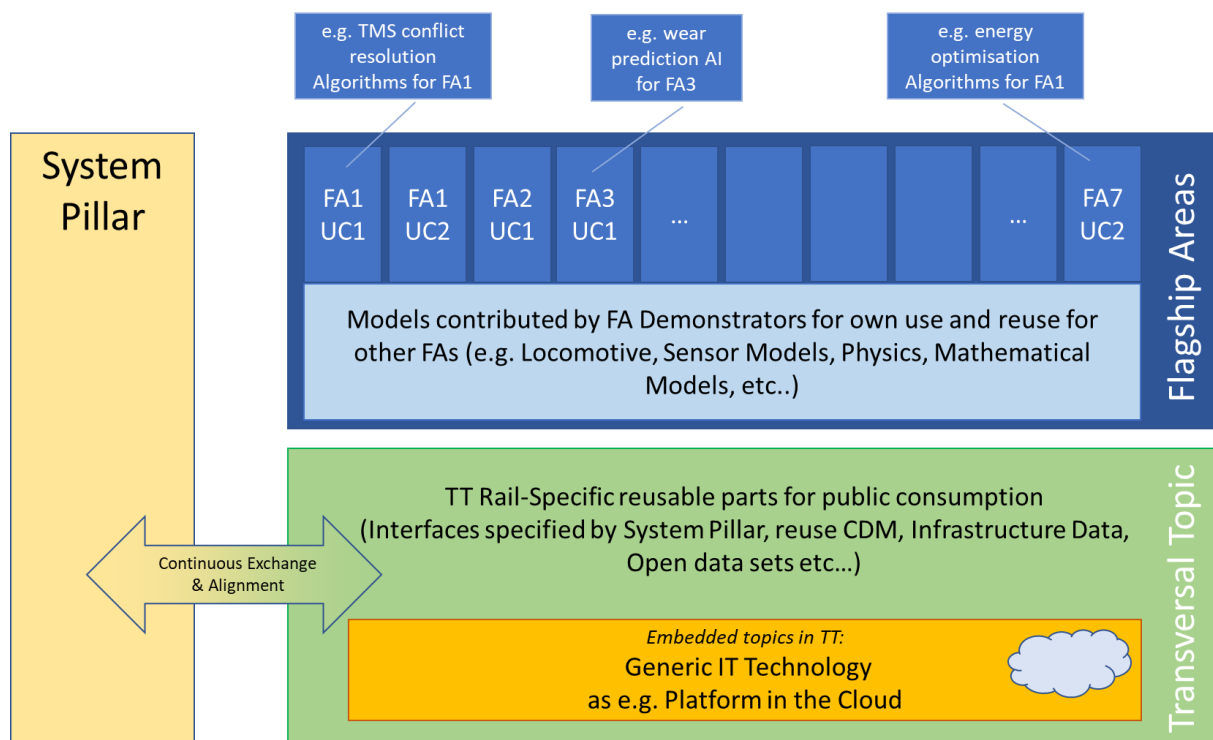 e.g. TMS conflict
resolution
Algorithms for FA1
e.g. wear
prediction AI
for FA3
e.g. energy
optimisation
Algorithms for FA1
System
Pillar
FA1
UC1
FA1
UC2
FA2
UC1
FA3
UC1
...
...
FA7
UC2
Flagship Areas
Models contributed by FA Demonstrators for own use and reuse for
other FAs (e.g. Locomotive, Sensor Models, Physics, Mathematical
Models, etc..)
TT Rail-Specific reusable parts for public consumption
(Interfaces specified by System Pillar, reuse CDM, Infrastructure Data,
Open data sets etc...)
Continuous Exchange
& Alignment
Embedded topics in TT:
Generic IT Technology
as e.g. Platform in the Cloud
Transversal Topic